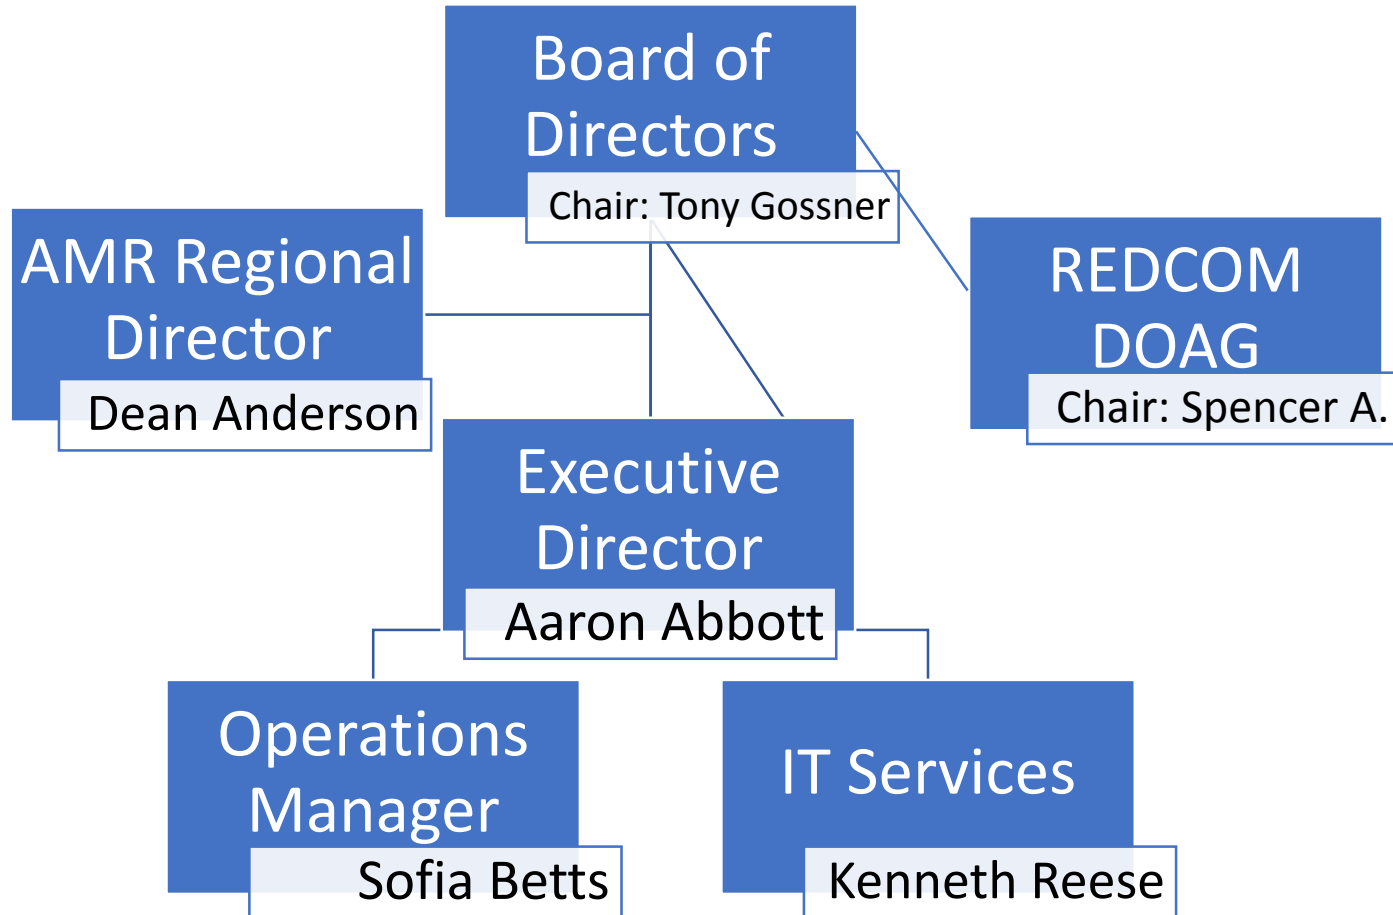 Board of
Directors
Chair: Tony Gossner
AMR Regional
Director
Dean Anderson
REDCOM
DOAG
Chair: Spencer A.
Executive
Director
Aaron Abbott
Operations
Manager
Sofia Betts
IT Services
Kenneth Reese